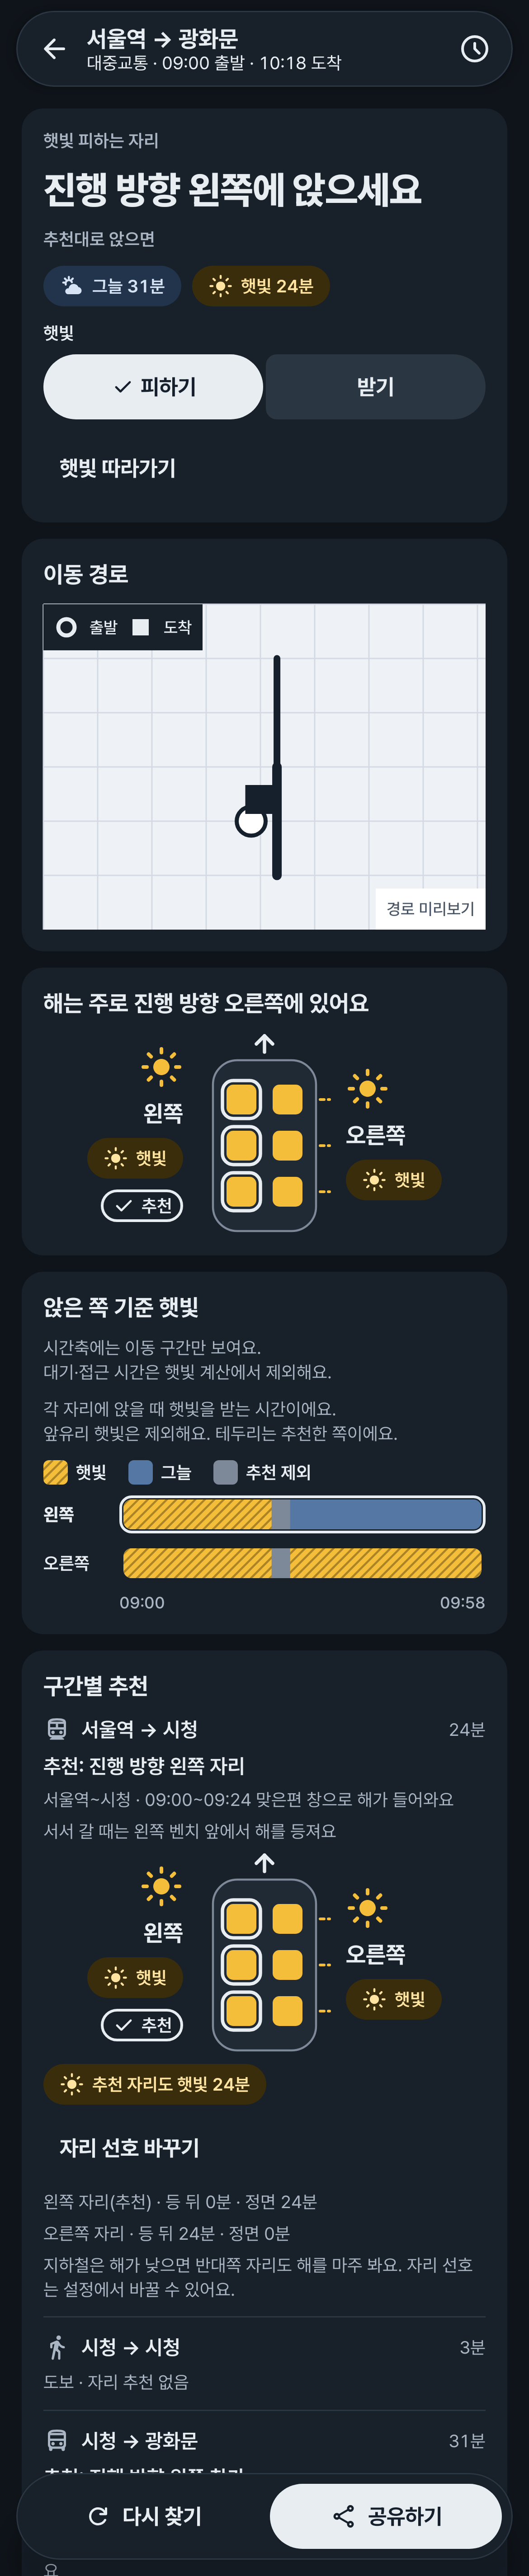 서울역 → 광화문
대중교통 · 09:00 출발 · 10:18 도착
햇빛 피하는 자리
진행 방향 왼쪽에 앉으세요
추천대로 앉으면
그늘 31분
햇빛 24분
햇빛
피하기
받기
햇빛 따라가기
이동 경로
출발
도착
경로 미리보기
해는 주로 진행 방향 오른쪽에 있어요
왼쪽
햇빛
추천
오른쪽
햇빛
앉은 쪽 기준 햇빛
시간축에는 이동 구간만 보여요.
대기·접근 시간은 햇빛 계산에서 제외해요.
각 자리에 앉을 때 햇빛을 받는 시간이에요.
앞유리 햇빛은 제외해요. 테두리는 추천한 쪽이에요.
햇빛
그늘
추천 제외
왼쪽
오른쪽
09:00
09:58
구간별 추천
서울역 → 시청
24분
추천: 진행 방향 왼쪽 자리
서울역~시청 · 09:00~09:24 맞은편 창으로 해가 들어와요
서서 갈 때는 왼쪽 벤치 앞에서 해를 등져요
왼쪽
햇빛
추천
오른쪽
햇빛
추천 자리도 햇빛 24분
자리 선호 바꾸기
왼쪽 자리(추천) · 등 뒤 0분 · 정면 24분
오른쪽 자리 · 등 뒤 24분 · 정면 0분
지하철은 해가 낮으면 반대쪽 자리도 해를 마주 봐요. 자리 선호
는 설정에서 바꿀 수 있어요.
시청 → 시청
3분
도보 · 자리 추천 없음
시청 → 광화문
31분
다시 찾기
공유하기
요